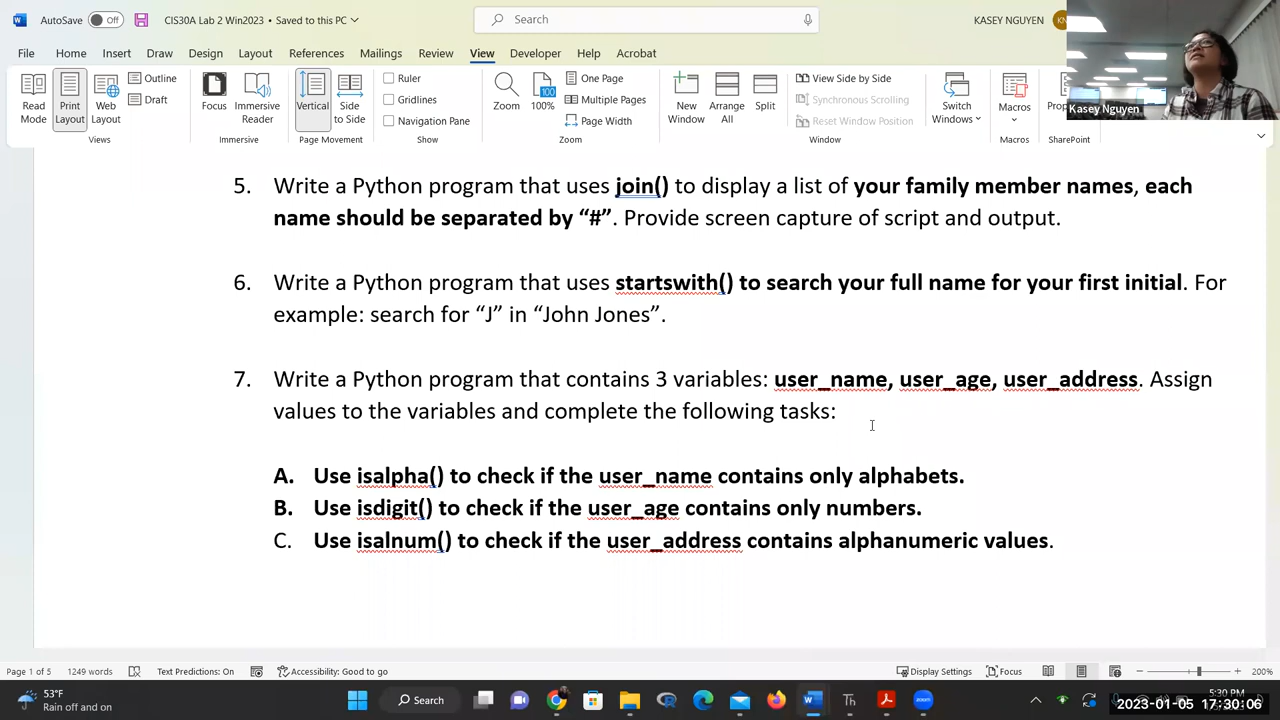 AutoSave Off CIS30A Lab 2 Win2023 • Saved to this PC Search KASEY NGUYEN
File Home Insert Draw Design Layout References Mailings Review View Developer Help Acrobat
Read Mode Print Layout Web Layout Outline Draft Focus Immersive Reader Vertical Side to Side Ruler Gridlines Navigation Pane Zoom 100 100% One Page Multiple Pages Page Width New Window Arrange All Split View Side by Side Synchronous Scrolling Reset Window Position Switch Windows Macros
Views Immersive Page Movement Show Zoom Window Macros SharePoint
Kasey Nguyen
5. Write a Python program that uses join() to display a list of your family member names, each
name should be separated by “#”. Provide screen capture of script and output.
6. Write a Python program that uses startswith() to search your full name for your first initial. For
example: search for “J” in “John Jones”.
7. Write a Python program that contains 3 variables: user_name, user_age, user_address. Assign
values to the variables and complete the following tasks:
A. Use isalpha() to check if the user_name contains only alphabets.
B. Use isdigit() to check if the user_age contains only numbers.
C. Use isalnum() to check if the user_address contains alphanumeric values.
Page 1 of 5 1249 words Text Predictions: On Accessibility: Good to go Display Settings Focus 200%
53°F
Rain off and on
Search
5:30 PM
2023-01-05 17:30:06